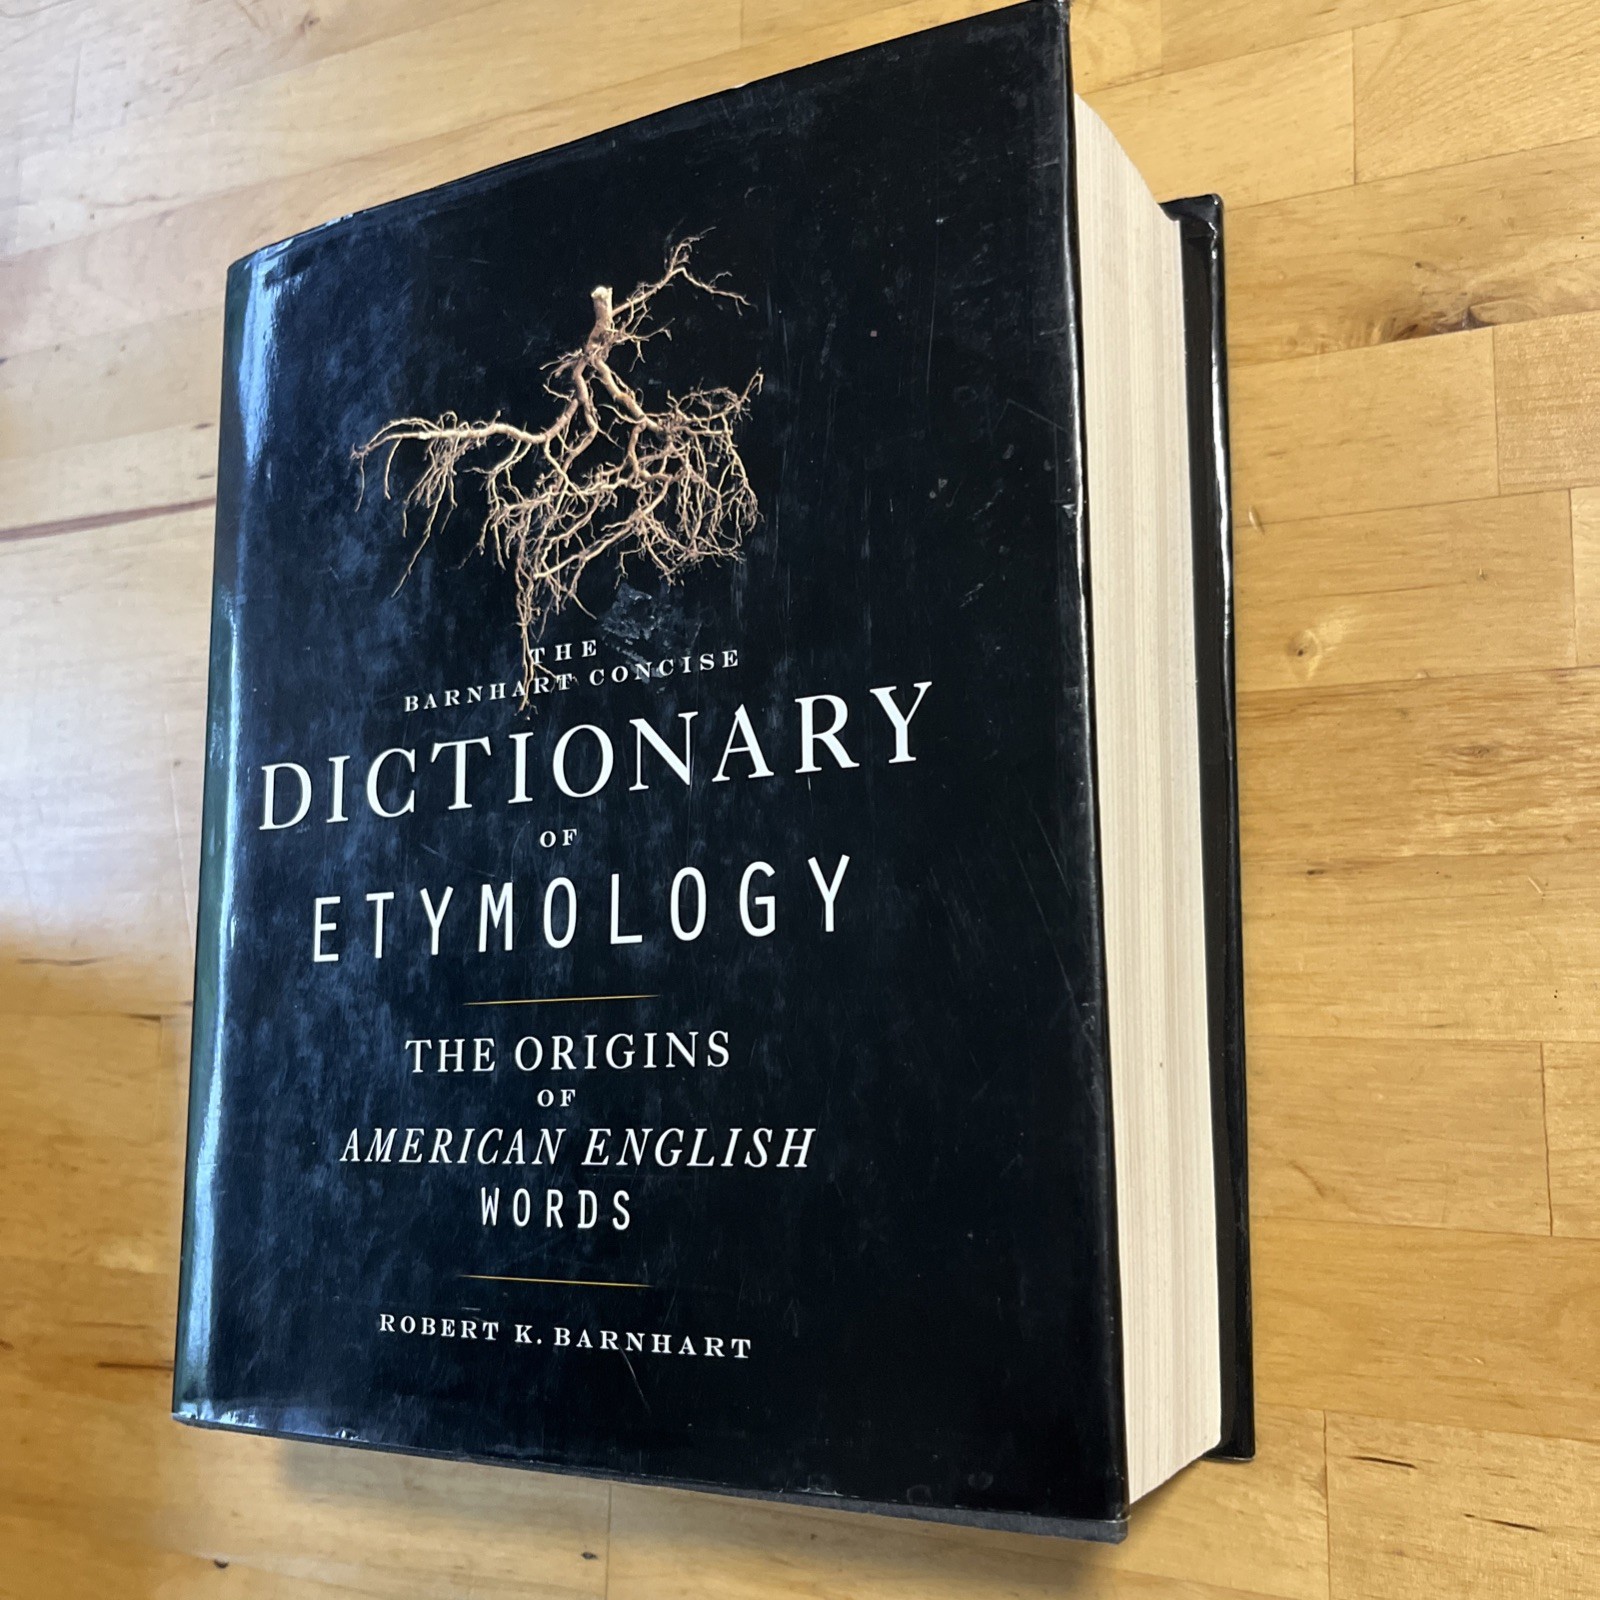 THE
BARNHART CONCISE
DICTIONARY
OF
ETYMOLOGY
THE ORIGINS
OF
AMERICAN ENGLISH
WORDS
ROBERT K. BARNHART